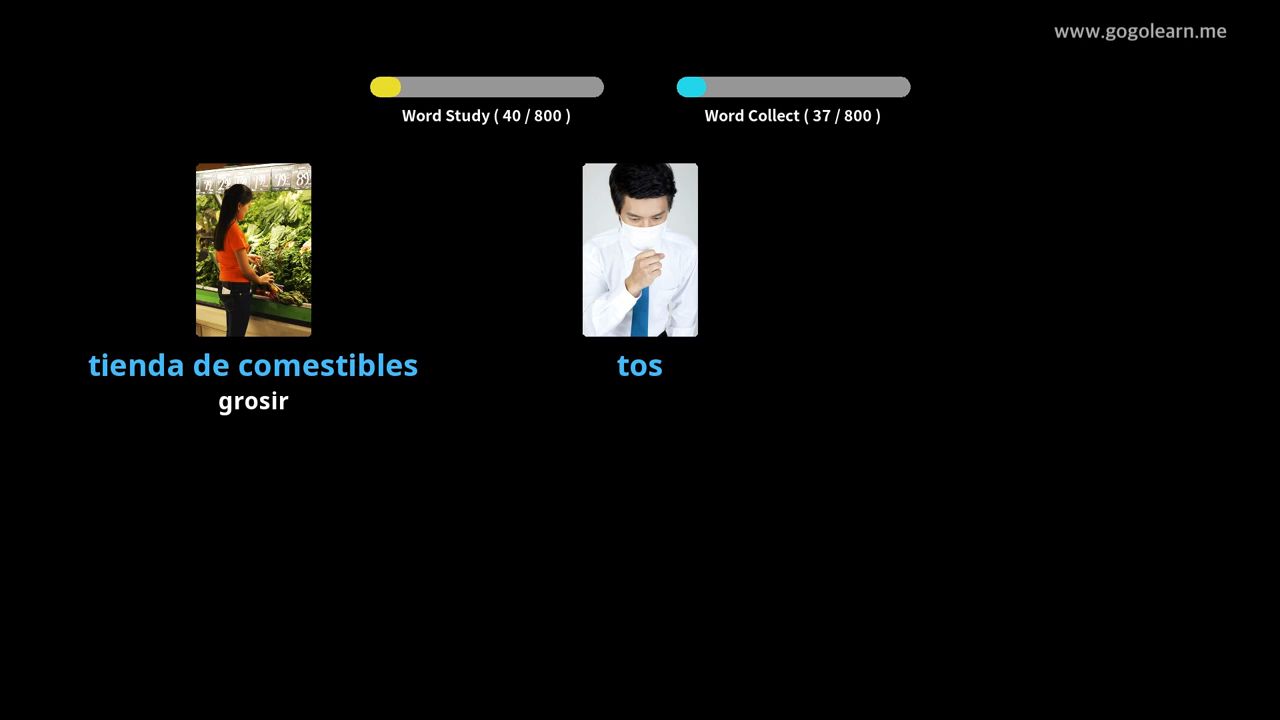 www.gogolearn.me
Word Study ( 40 / 800 )
Word Collect ( 37 / 800 )
tienda de comestibles
grosir
tos